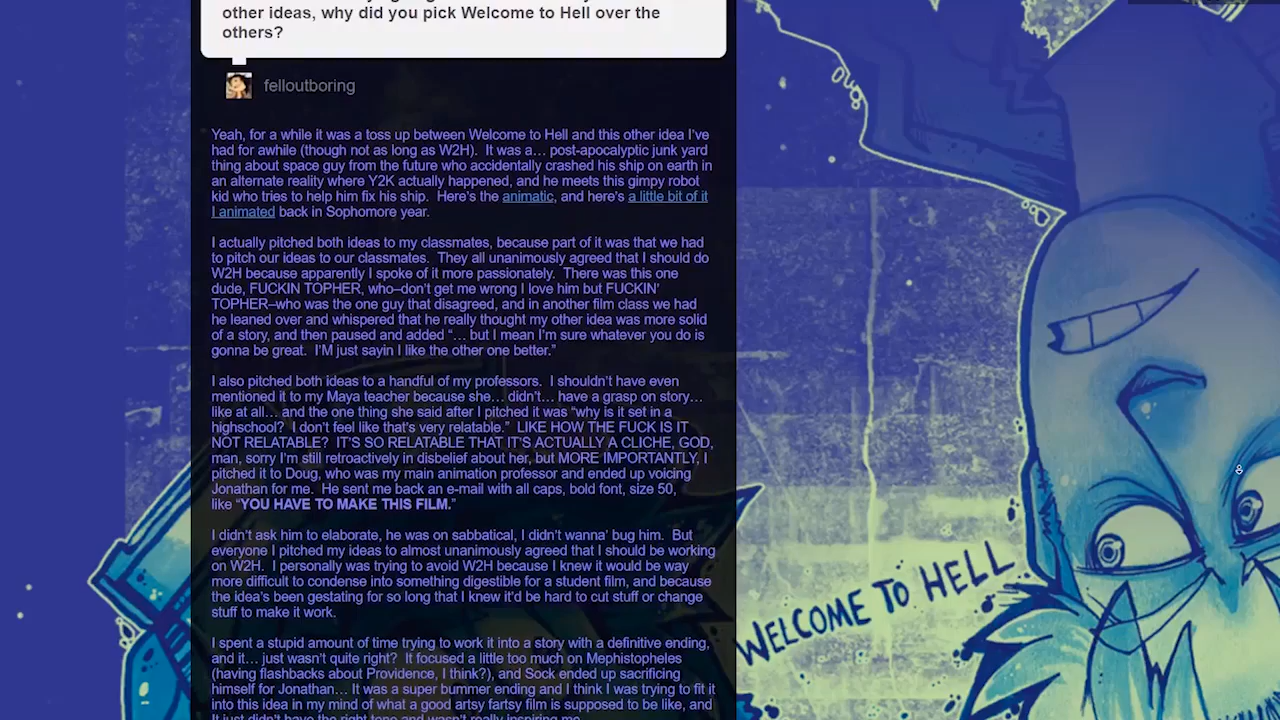 other ideas, why did you pick Welcome to Hell over the
others?
felloutboring
Yeah, for a while it was a toss up between Welcome to Hell and this other idea I've
had for awhile (though not as long as W2H).  It was a… post-apocalyptic junk yard
thing about space guy from the future who accidentally crashed his ship on earth in
an alternate reality where Y2K actually happened, and he meets this gimpy robot
kid who tries to help him fix his ship.  Here's the animatic, and here's a little bit of it
I animated back in Sophomore year.
I actually pitched both ideas to my classmates, because part of it was that we had
to pitch our ideas to our classmates.  They all unanimously agreed that I should do
W2H because apparently I spoke of it more passionately.  There was this one
dude, FUCKIN TOPHER, who–don't get me wrong I love him but FUCKIN'
TOPHER–who was the one guy that disagreed, and in another film class we had
he leaned over and whispered that he really thought my other idea was more solid
of a story, and then paused and added "… but I mean I'm sure whatever you do is
gonna be great.  I'M just sayin I like the other one better."
I also pitched both ideas to a handful of my professors.  I shouldn't have even
mentioned it to my Maya teacher because she… didn't… have a grasp on story…
like at all… and the one thing she said after I pitched it was "why is it set in a
highschool?  I don't feel like that's very relatable."  LIKE HOW THE FUCK IS IT
NOT RELATABLE?  IT'S SO RELATABLE THAT IT'S ACTUALLY A CLICHE, GOD,
man, sorry I'm still retroactively in disbelief about her, but MORE IMPORTANTLY, I
pitched it to Doug, who was my main animation professor and ended up voicing
Jonathan for me.  He sent me back an e-mail with all caps, bold font, size 50,
like "YOU HAVE TO MAKE THIS FILM."
I didn't ask him to elaborate, he was on sabbatical, I didn't wanna' bug him.  But
everyone I pitched my ideas to almost unanimously agreed that I should be working
on W2H.  I personally was trying to avoid W2H because I knew it would be way
more difficult to condense into something digestible for a student film, and because
the idea's been gestating for so long that I knew it'd be hard to cut stuff or change
stuff to make it work.
I spent a stupid amount of time trying to work it into a story with a definitive ending,
and it… just wasn't quite right?  It focused a little too much on Mephistopheles
(having flashbacks about Providence, I think?), and Sock ended up sacrificing
himself for Jonathan… It was a super bummer ending and I think I was trying to fit it
into this idea in my mind of what a good artsy fartsy film is supposed to be like, and
It just didn't have the right tone and wasn't really inspiring me
WELCOME TO HELL